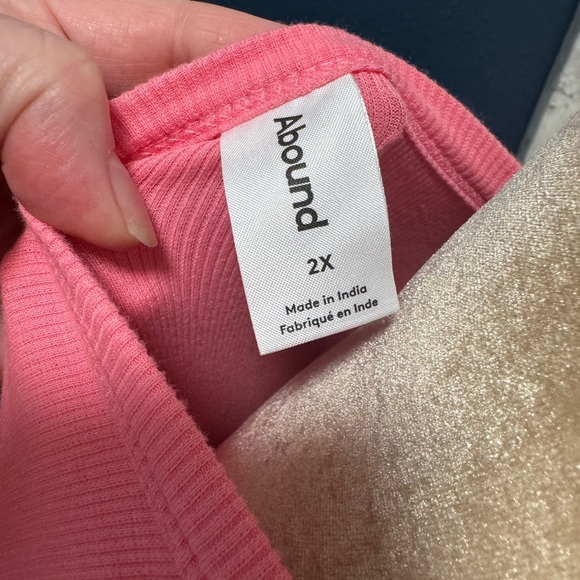 Abound
2X
Made in India
Fabriqué en Inde